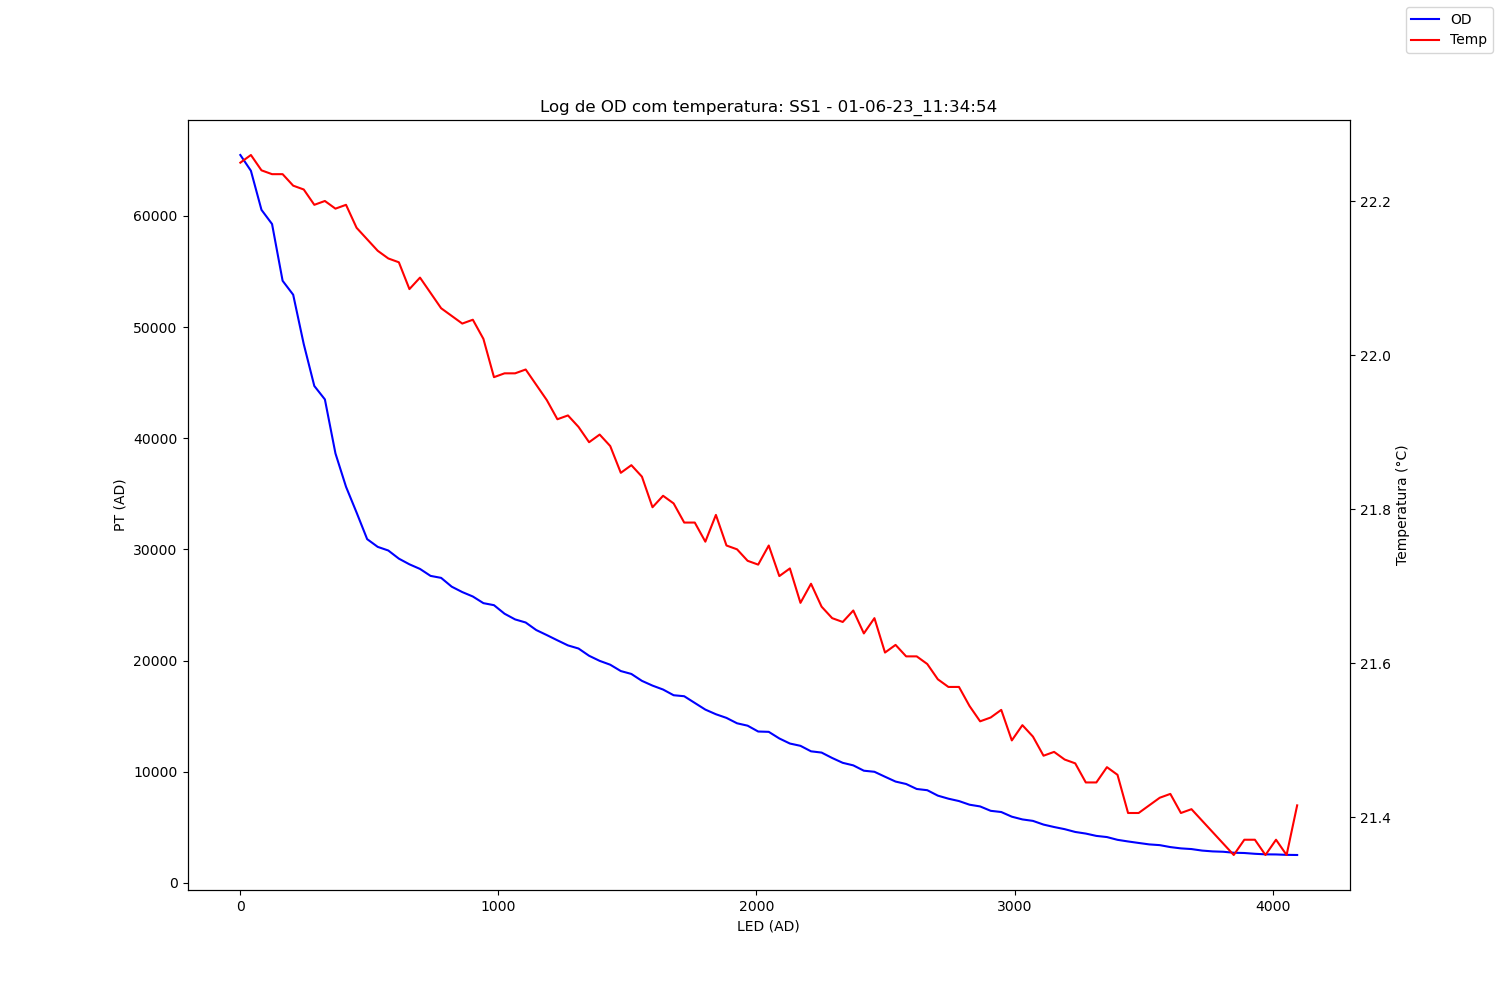 OD
Temp
Log de OD com temperatura: SS1 - 01-06-23_11:34:54
60000
50000
40000
30000
20000
10000
0
PT (AD)
22.2
22.0
21.8
21.6
21.4
Temperatura (°C)
0
1000
2000
3000
4000
LED (AD)